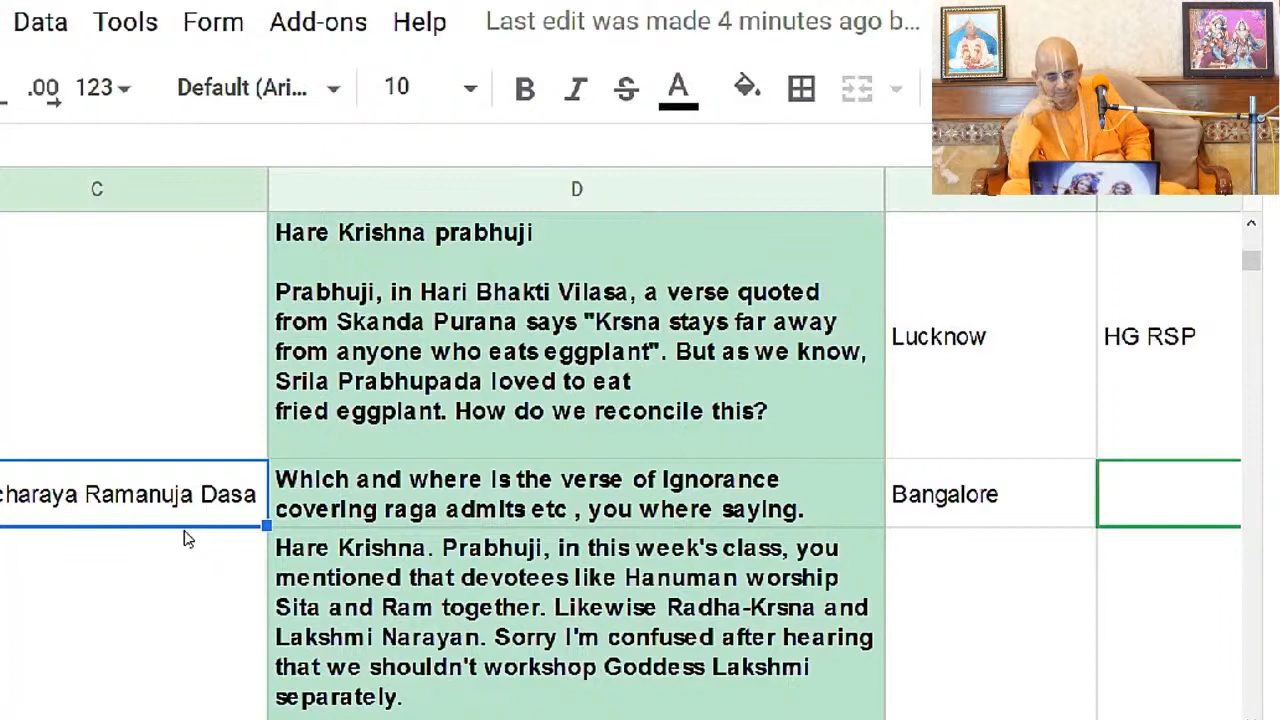 Data Tools Form Add-ons Help Last edit was made 4 minutes ago b...
.00 123 Default (Ari... 10 B I S A
C D
Hare Krishna prabhuji
Prabhuji, in Hari Bhakti Vilasa, a verse quoted
from Skanda Purana says "Krsna stays far away
from anyone who eats eggplant". But as we know,
Srila Prabhupada loved to eat
fried eggplant. How do we reconcile this?
Lucknow
HG RSP
charaya Ramanuja Dasa
Which and where is the verse of ignorance
covering raga admits etc , you where saying.
Bangalore
Hare Krishna. Prabhuji, in this week's class, you
mentioned that devotees like Hanuman worship
Sita and Ram together. Likewise Radha-Krsna and
Lakshmi Narayan. Sorry I'm confused after hearing
that we shouldn't workshop Goddess Lakshmi
separately.